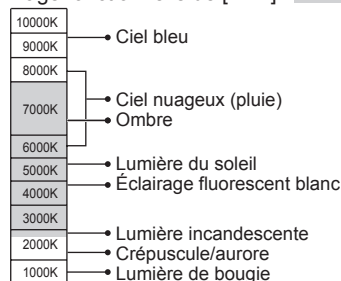 10000K
9000K
8000K
7000K
6000K
5000K
4000K
3000K
2000K
1000K
Ciel bleu
Ciel nuageux (pluie)
Ombre
Lumière du soleil
Éclairage fluorescent blanc
Lumière incandescente
Crépuscule/aurore
Lumière de bougie